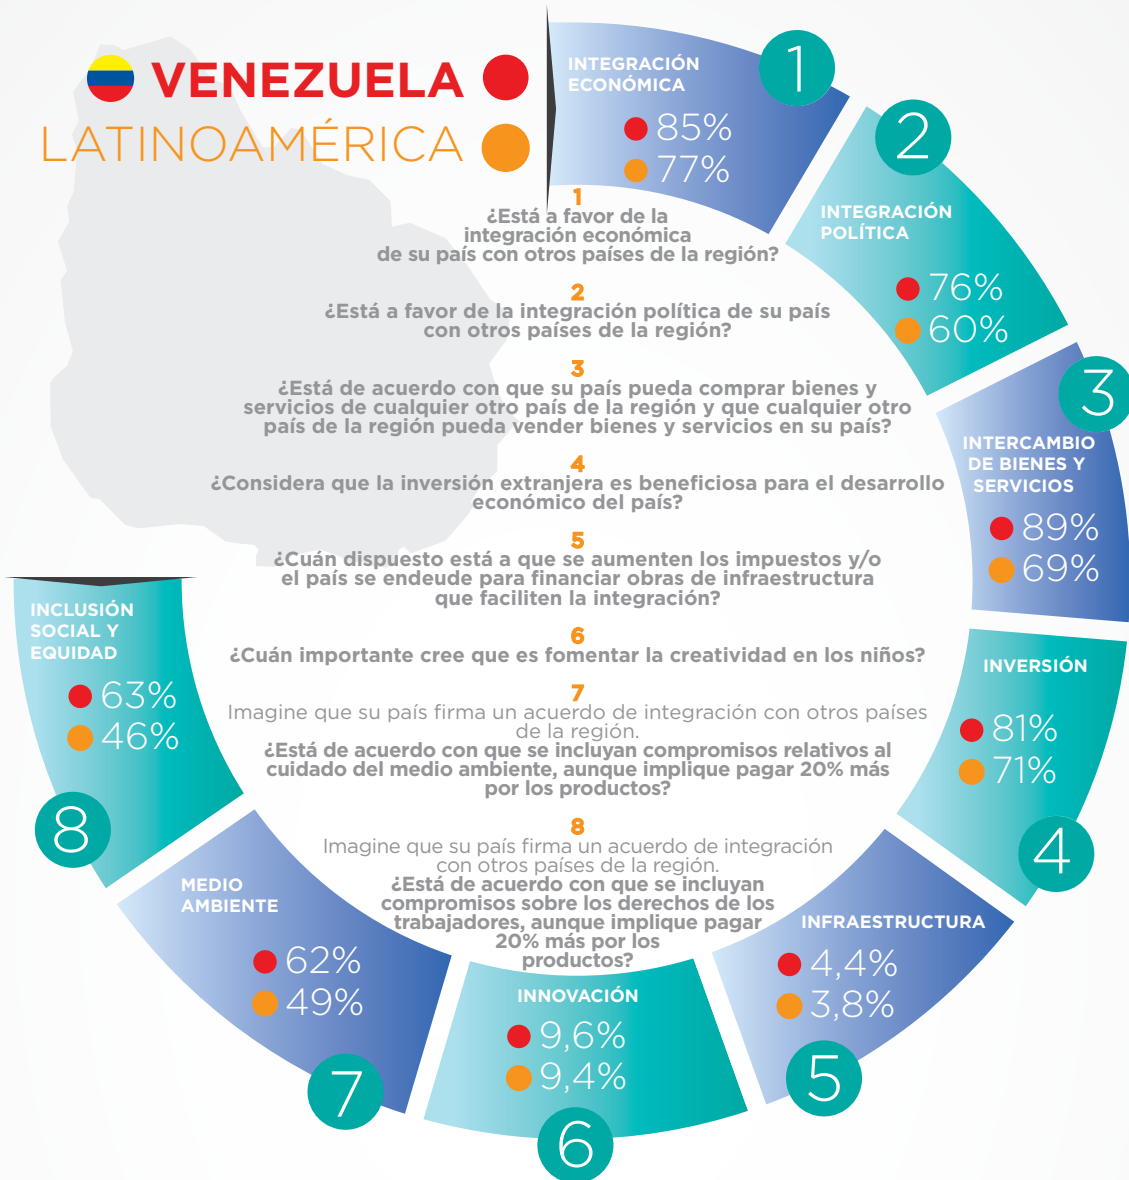 VENEZUELA
LATINOAMÉRICA
INTEGRACIÓN
ECONÓMICA
85%
77%
1
2
INTEGRACIÓN
POLÍTICA
76%
60%
3
INTERCAMBIO
DE BIENES Y
SERVICIOS
89%
69%
INVERSIÓN
81%
71%
4
INFRAESTRUCTURA
4,4%
3,8%
5
INNOVACIÓN
9,6%
9,4%
6
MEDIO
AMBIENTE
62%
49%
7
INCLUSIÓN
SOCIAL Y
EQUIDAD
63%
46%
8
1
¿Está a favor de la
integración económica
de su país con otros países de la región?
2
¿Está a favor de la integración política de su país
con otros países de la región?
3
¿Está de acuerdo con que su país pueda comprar bienes y
servicios de cualquier otro país de la región y que cualquier otro
país de la región pueda vender bienes y servicios en su país?
4
¿Considera que la inversión extranjera es beneficiosa para el desarrollo
económico del país?
5
¿Cuán dispuesto está a que se aumenten los impuestos y/o
el país se endeude para financiar obras de infraestructura
que faciliten la integración?
6
¿Cuán importante cree que es fomentar la creatividad en los niños?
7
Imagine que su país firma un acuerdo de integración con otros países
de la región.
¿Está de acuerdo con que se incluyan compromisos relativos al
cuidado del medio ambiente, aunque implique pagar 20% más
por los productos?
8
Imagine que su país firma un acuerdo de integración
con otros países de la región.
¿Está de acuerdo con que se incluyan
compromisos sobre los derechos de los
trabajadores, aunque implique pagar
20% más por los
productos?